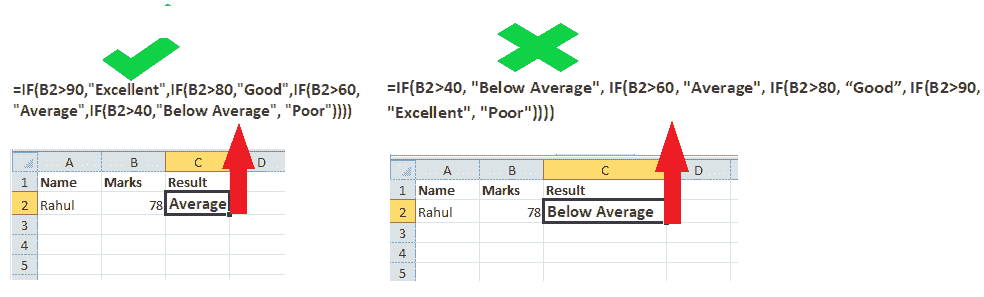 =IF(B2>90,"Excellent",IF(B2>80,"Good",IF(B2>60,
"Average",IF(B2>40,"Below Average", "Poor"))))
A B C D
1 Name Marks Result
2 Rahul 78 Average
3
4
5
=IF(B2>40, "Below Average", IF(B2>60, "Average", IF(B2>80, “Good”, IF(B2>90,
"Excellent", "Poor"))))
A B C D
1 Name Marks Result
2 Rahul 78 Below Average
3
4
5